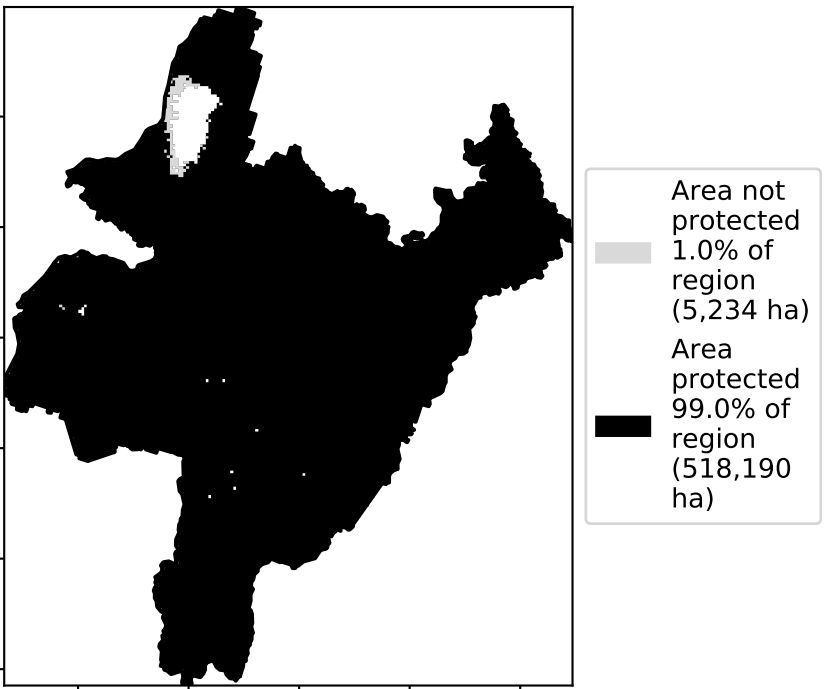 Area not
protected
1.0% of
region
(5,234 ha)
Area
protected
99.0% of
region
(518,190
ha)